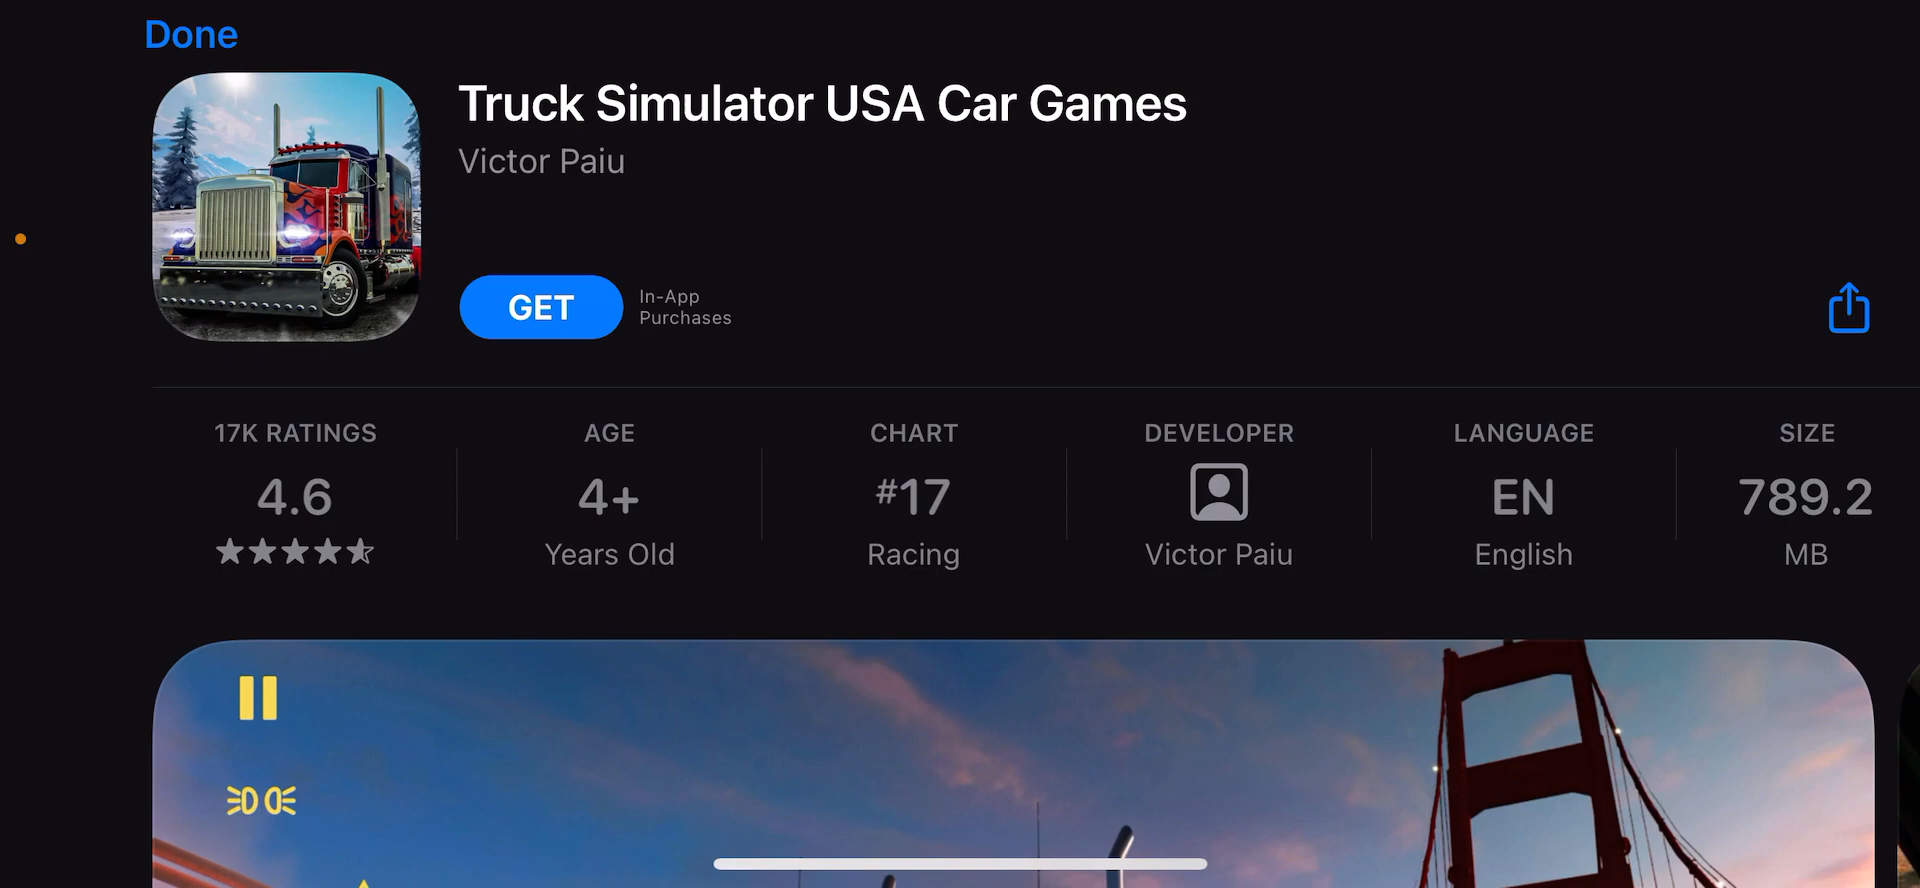 Done
Truck Simulator USA Car Games
Victor Paiu
GET
In-App
Purchases
17K RATINGS
4.6
AGE
4+
Years Old
CHART
#17
Racing
DEVELOPER
Victor Paiu
LANGUAGE
EN
English
SIZE
789.2
MB